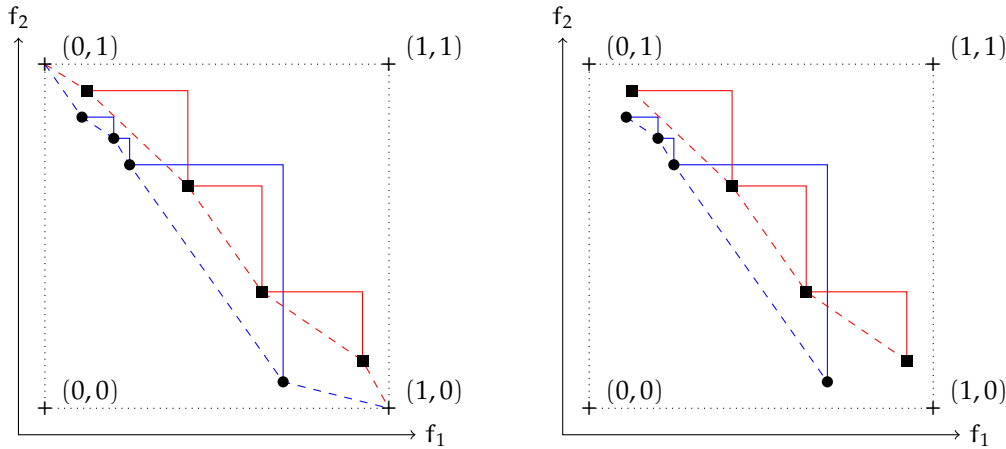 f₂
(0, 1)
(1, 1)
(0, 0)
(1, 0)
f₁
f₂
(0, 1)
(1, 1)
(0, 0)
(1, 0)
f₁